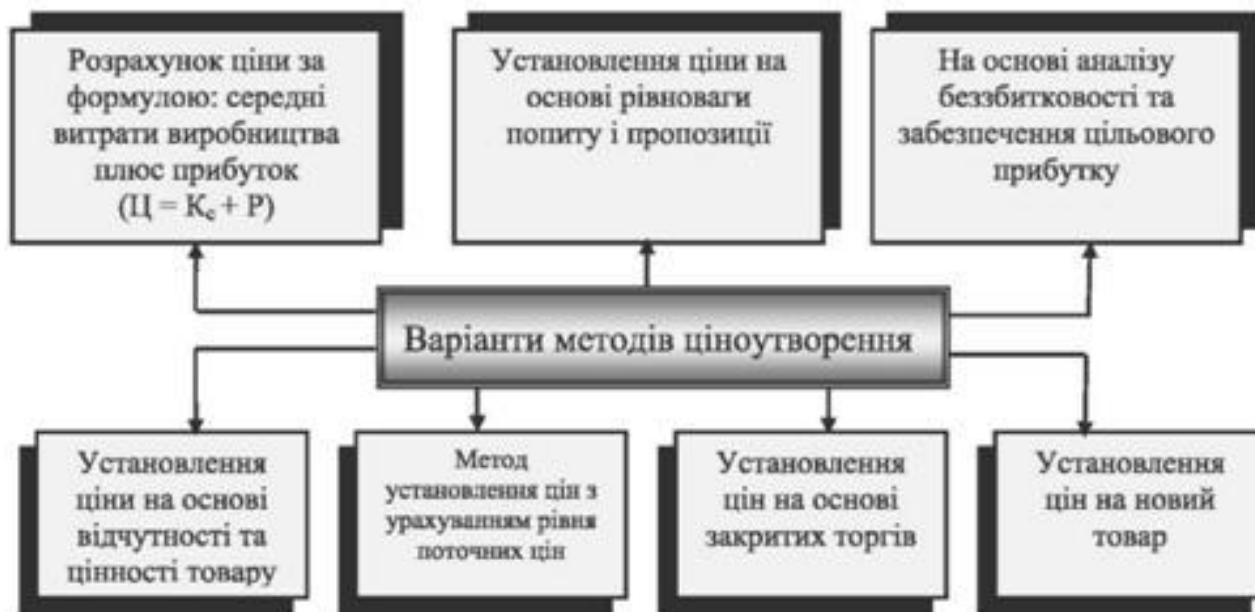 Розрахунок ціни за
формулою: середні
витрати виробництва
плюс прибуток
(Ц = Кс + Р)
Установлення ціни на
основі рівноваги
попиту і пропозиції
На основі аналізу
беззбитковості та
забезпечення цільового
прибутку
Варіанти методів ціноутворення
Установлення
ціни на основі
відчутності та
цінності товару
Метод
установлення цін з
урахуванням рівня
поточних цін
Установлення
цін на основі
закритих торгів
Установлення
цін на новий
товар